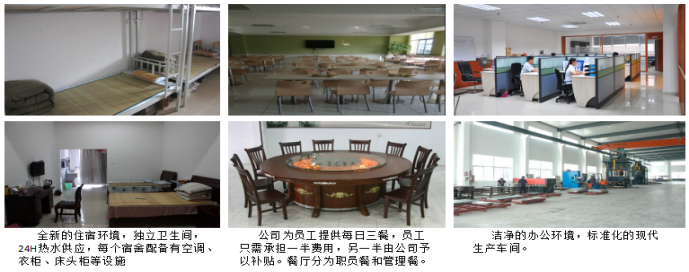 全新的住宿环境，独立卫生间，
24H热水供应，每个宿舍配备有空调、
衣柜、床头柜等设施
公司为员工提供每日三餐，员工
只需承担一半费用，另一半由公司予
以补贴。餐厅分为职员餐和管理餐。
洁净的办公环境，标准化的现代
生产车间。